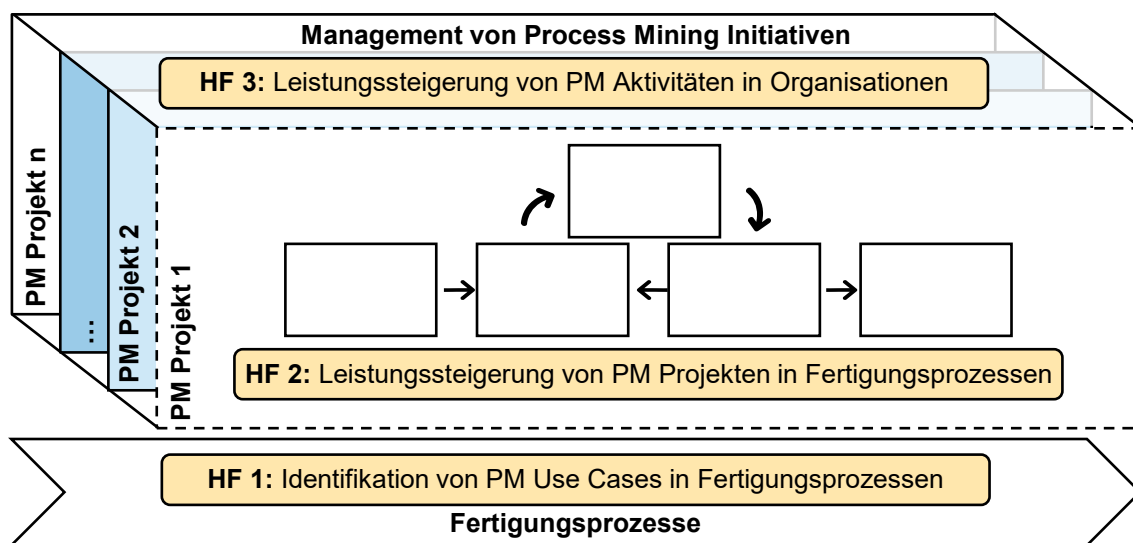 Management von Process Mining Initiativen
HF 3: Leistungssteigerung von PM Aktivitäten in Organisationen
PM Projekt n
...
PM Projekt 2
PM Projekt 1
HF 2: Leistungssteigerung von PM Projekten in Fertigungsprozessen
HF 1: Identifikation von PM Use Cases in Fertigungsprozessen
Fertigungsprozesse